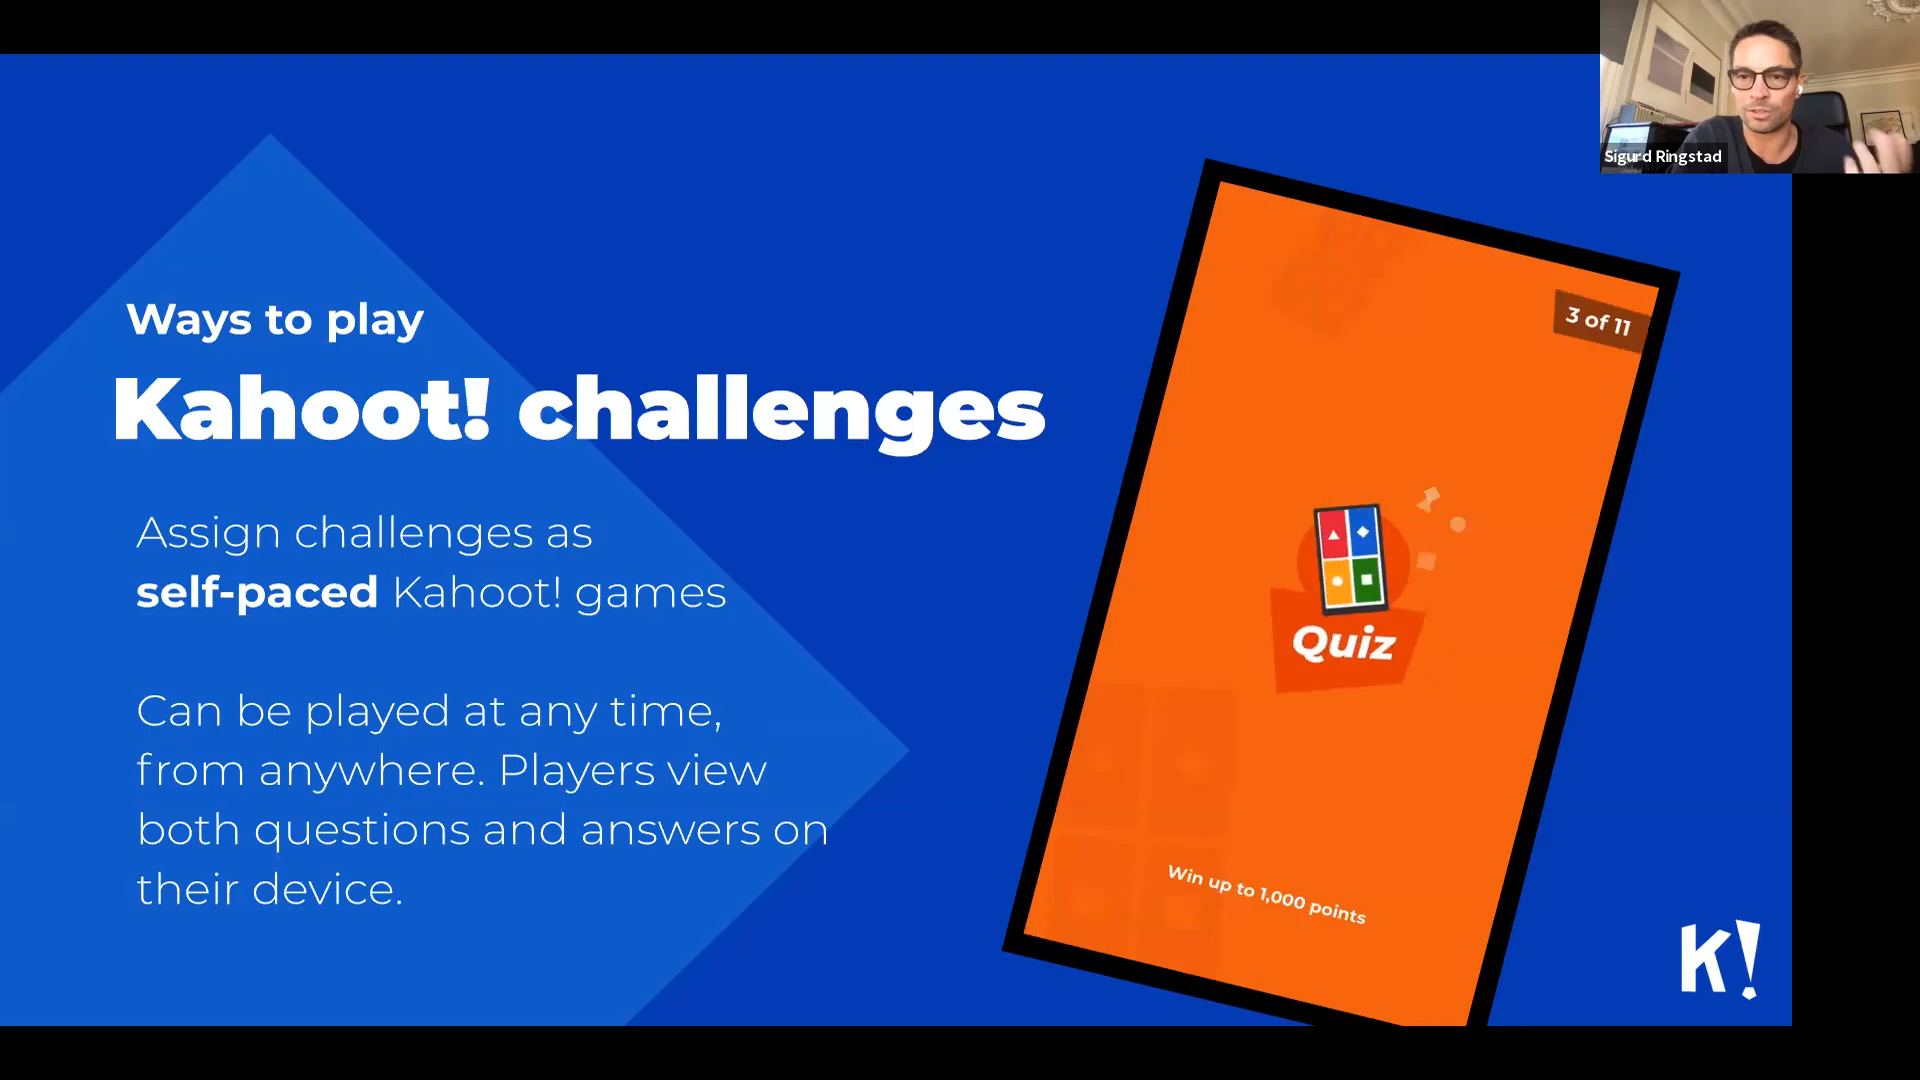 Sigurd Ringstad
Ways to play
Kahoot! challenges
Assign challenges as
self-paced Kahoot! games
Can be played at any time,
from anywhere. Players view
both questions and answers on
their device.
3 of 11
Quiz
Win up to 1,000 points
K!